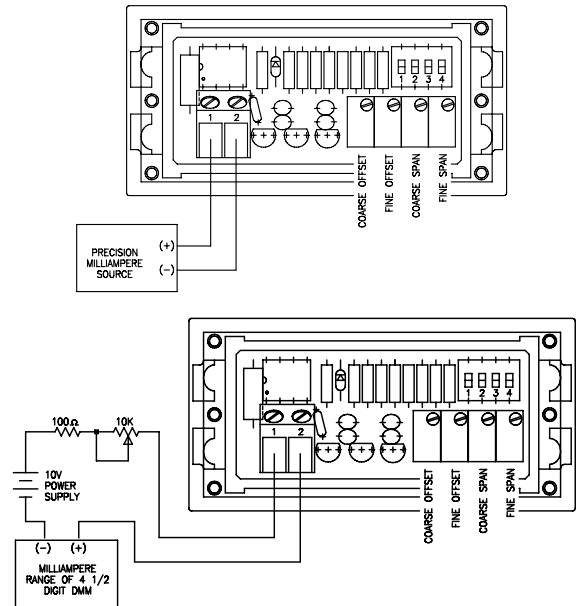 1 2 3 4
1 2
COARSE OFFSET
FINE OFFSET
COARSE SPAN
FINE SPAN
PRECISION
MILLIAMPERE
SOURCE
(+)
(-)
1 2 3 4
1 2
COARSE OFFSET
FINE OFFSET
COARSE SPAN
FINE SPAN
100Ω
10K
10V
POWER
SUPPLY
(-) (+)
MILLIAMPERE
RANGE OF 4 1/2
DIGIT DMM